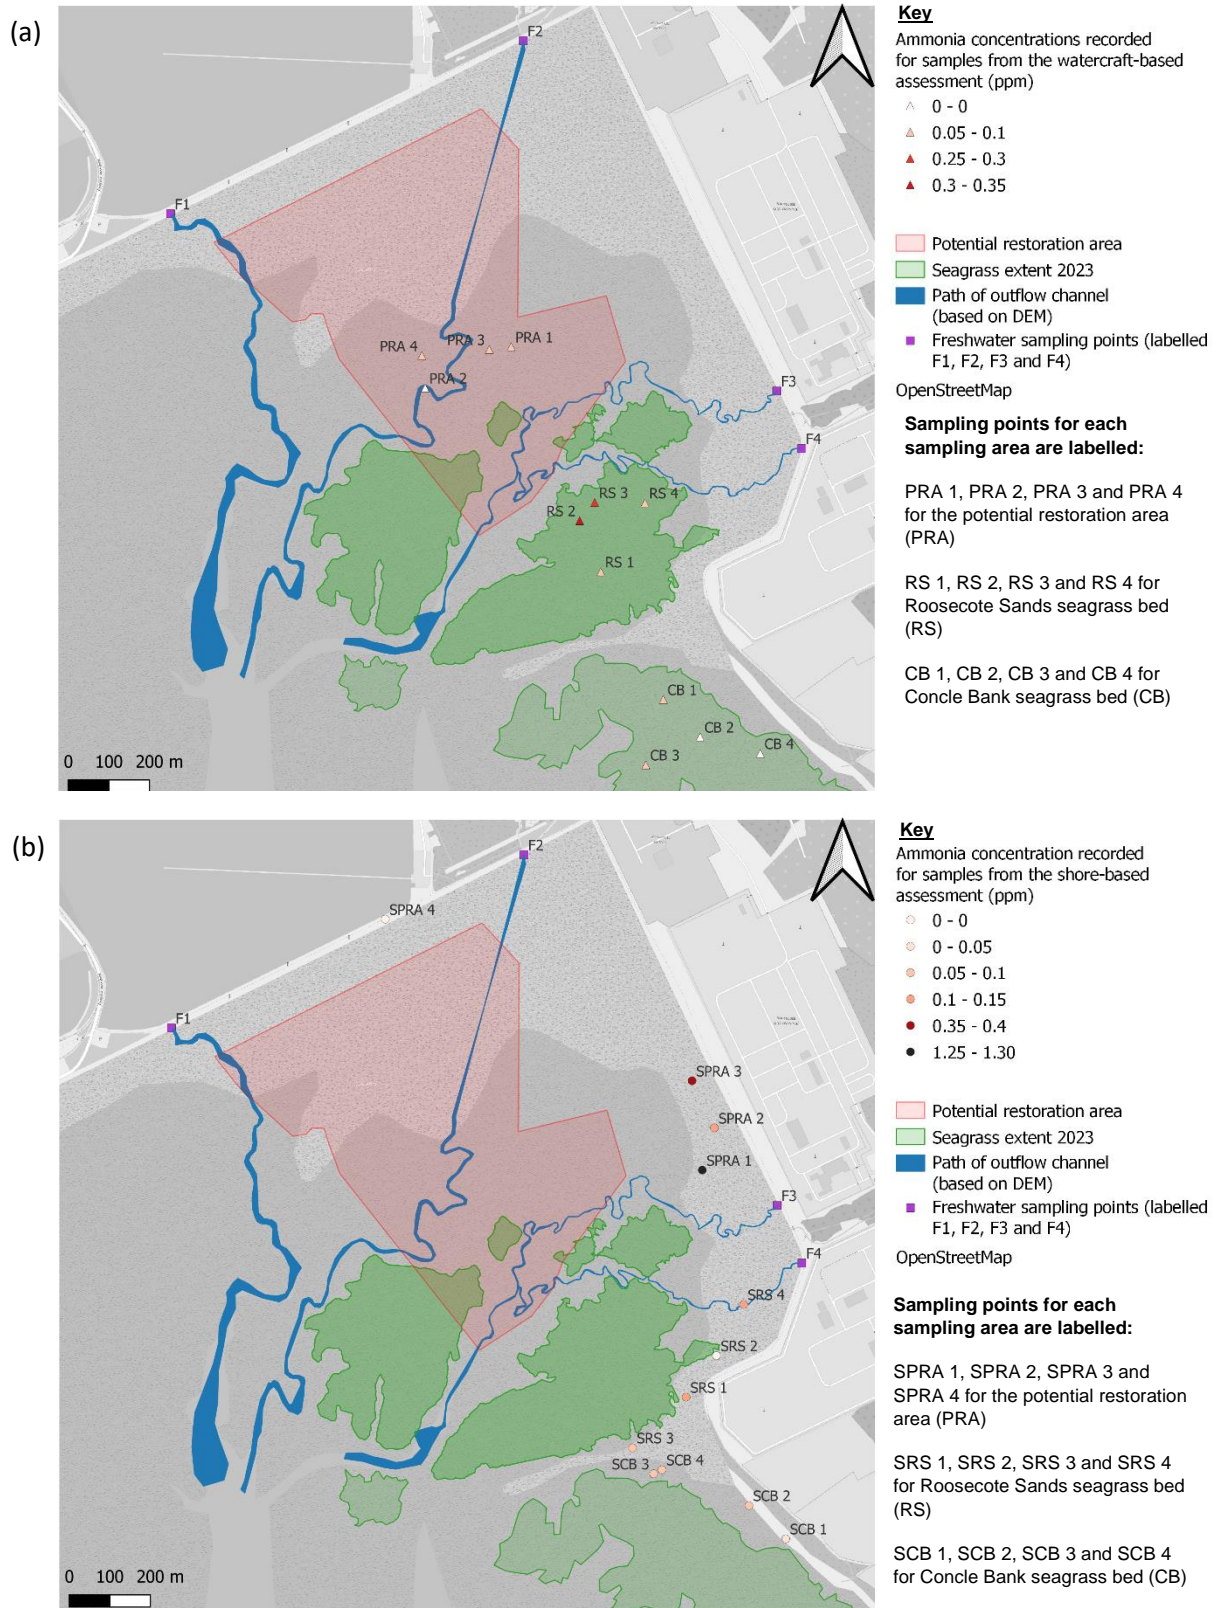 (a)
F2
F1
PRA 4
PRA 3
PRA 1
PRA 2
F3
F4
RS 3
RS 4
RS 2
RS 1
CB 1
CB 2
CB 3
CB 4
0 100 200 m
Key
Ammonia concentrations recorded
for samples from the watercraft-based
assessment (ppm)
0 - 0
0.05 - 0.1
0.25 - 0.3
0.3 - 0.35
Potential restoration area
Seagrass extent 2023
Path of outflow channel
(based on DEM)
Freshwater sampling points (labelled
F1, F2, F3 and F4)
OpenStreetMap
Sampling points for each
sampling area are labelled:
PRA 1, PRA 2, PRA 3 and PRA 4
for the potential restoration area
(PRA)
RS 1, RS 2, RS 3 and RS 4 for
Roosecote Sands seagrass bed
(RS)
CB 1, CB 2, CB 3 and CB 4 for
Concle Bank seagrass bed (CB)
(b)
F2
SPRA 4
F1
SPRA 3
SPRA 2
SPRA 1
F3
F4
SRS 4
SRS 2
SRS 1
SRS 3
SCB 3
SCB 4
SCB 2
SCB 1
0 100 200 m
Key
Ammonia concentration recorded
for samples from the shore-based
assessment (ppm)
0 - 0
0 - 0.05
0.05 - 0.1
0.1 - 0.15
0.35 - 0.4
1.25 - 1.30
Potential restoration area
Seagrass extent 2023
Path of outflow channel
(based on DEM)
Freshwater sampling points (labelled
F1, F2, F3 and F4)
OpenStreetMap
Sampling points for each
sampling area are labelled:
SPRA 1, SPRA 2, SPRA 3 and
SPRA 4 for the potential restoration
area (PRA)
SRS 1, SRS 2, SRS 3 and SRS 4
for Roosecote Sands seagrass bed
(RS)
SCB 1, SCB 2, SCB 3 and SCB 4
for Concle Bank seagrass bed (CB)